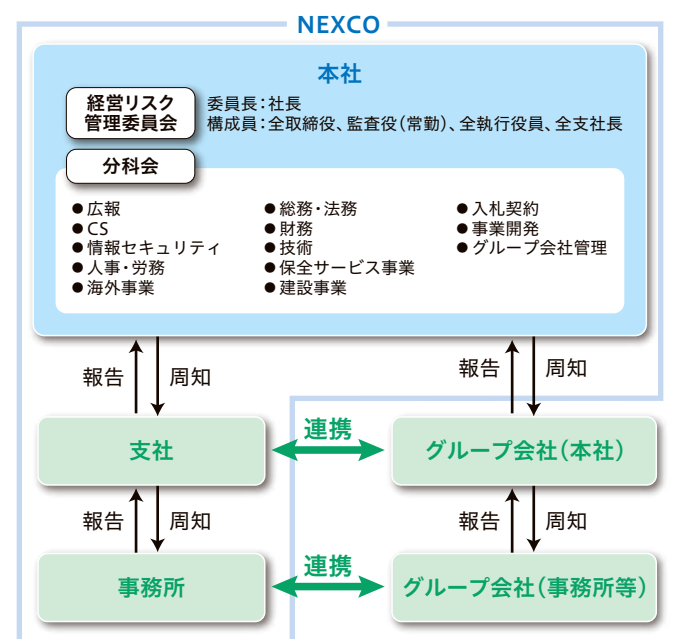 NEXCO
本社
経営リスク
管理委員会
委員長：社長
構成員：全取締役、監査役（常勤）、全執行役員、全支社長
分科会
●広報
●CS
●情報セキュリティ
●人事・労務
●海外事業
●総務・法務
●財務
●技術
●保全サービス事業
●建設事業
●入札契約
●事業開発
●グループ会社管理
報告
周知
報告
周知
支社
連携
グループ会社（本社）
報告
周知
報告
周知
事務所
連携
グループ会社（事務所等）